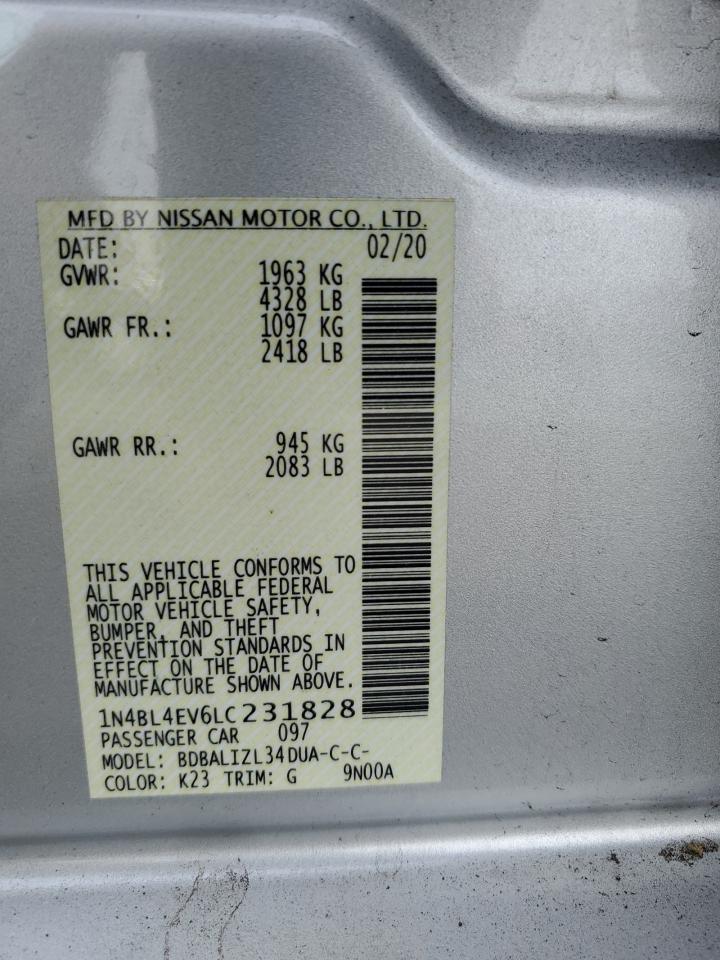 MFD BY NISSAN MOTOR CO., LTD.
DATE: 02/20
GVWR: 1963 KG
4328 LB
GAWR FR.: 1097 KG
2418 LB
GAWR RR.: 945 KG
2083 LB
THIS VEHICLE CONFORMS TO
ALL APPLICABLE FEDERAL
MOTOR VEHICLE SAFETY,
BUMPER, AND THEFT
PREVENTION STANDARDS IN
EFFECT ON THE DATE OF
MANUFACTURE SHOWN ABOVE.
1N4BL4EV6LC231828
PASSENGER CAR 097
MODEL: BDBALIZL34DUA-C-C-
COLOR: K23 TRIM: G 9N00A